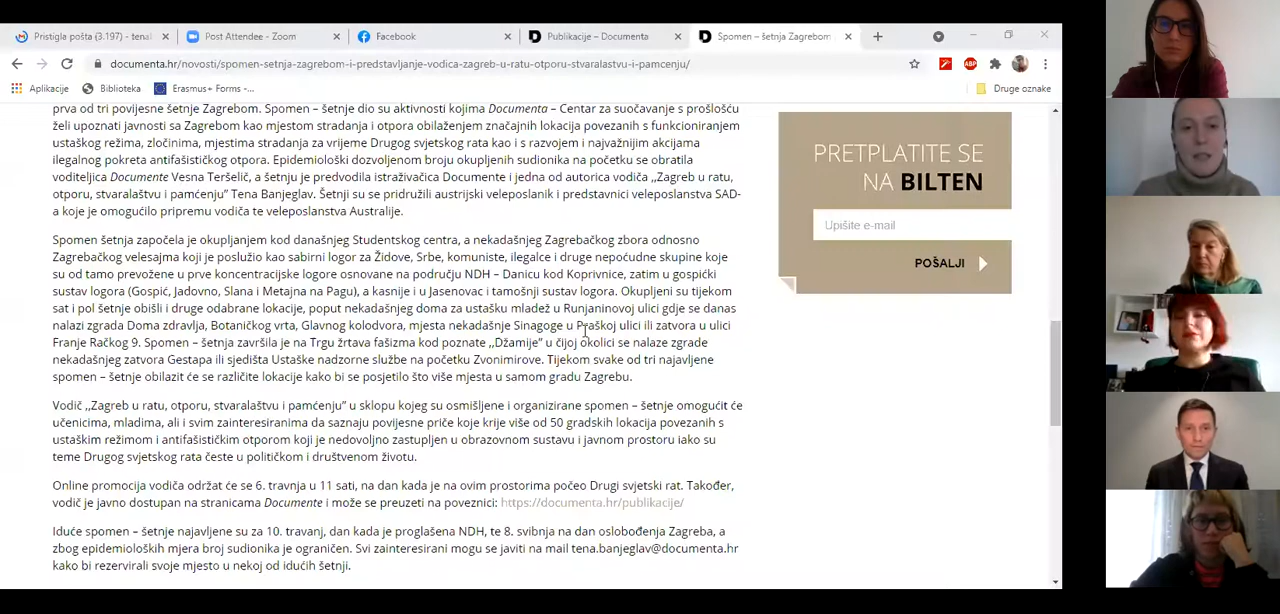 Pristigla pošta (3.197) - tenal
Post Attendee - Zoom
Facebook
Publikacije – Documenta
Spomen – šetnja Zagrebom
documenta.hr/novosti/spomen-setnja-zagrebom-i-predstavljanje-vodica-zagreb-u-ratu-otporu-stvaralastvu-i-pamcenju/
ABP
Aplikacije
Biblioteka
Erasmus+ Forms -...
Druge oznake
prva od tri povijesne šetnje Zagrebom. Spomen – šetnje dio su aktivnosti kojima Documenta – Centar za suočavanje s prošlošću
želi upoznati javnosti sa Zagrebom kao mjestom stradanja i otpora obilaženjem značajnih lokacija povezanih s funkcioniranjem
ustaškog režima, zločinima, mjestima stradanja za vrijeme Drugog svjetskog rata kao i s razvojem i najvažnijim akcijama
ilegalnog pokreta antifašističkog otpora. Epidemiološki dozvoljenom broju okupljenih sudionika na početku se obratila
voditeljica Documente Vesna Teršelič, a šetnju je predvodila istraživačica Documente i jedna od autorica vodiča ,,Zagreb u ratu,
otporu, stvaralaštvu i pamćenju” Tena Banjeglav. Šetnji su se pridružili austrijski veleposlanik i predstavnici veleposlanstva SAD-
a koje je omogućilo pripremu vodiča te veleposlanstva Australije.
Spomen šetnja započela je okupljanjem kod današnjeg Studentskog centra, a nekadašnjeg Zagrebačkog zbora odnosno
Zagrebačkog velesajma koji je poslužio kao sabirni logor za Židove, Srbe, komuniste, ilegalce i druge nepoćudne skupine koje
su od tamo prevožene u prve koncentracijske logore osnovane na području NDH – Danicu kod Koprivnice, zatim u gospićki
sustav logora (Gospić, Jadovno, Slana i Metajna na Pagu), a kasnije i u Jasenovac i tamošnji sustav logora. Okupljeni su tijekom
sat i pol šetnje obišli i druge odabrane lokacije, poput nekadašnjeg doma za ustašku mladež u Runjaninovoj ulici gdje se danas
nalazi zgrada Doma zdravlja, Botaničkog vrta, Glavnog kolodvora, mjesta nekadašnje Sinagoge u Praškoj ulici ili zatvora u ulici
Franje Račkog 9. Spomen – šetnja završila je na Trgu žrtava fašizma kod poznate ,,Džamije” u čijoj okolici se nalaze zgrade
nekadašnjeg zatvora Gestapa ili sjedišta Ustaške nadzorne službe na početku Zvonimirove. Tijekom svake od tri najavljene
spomen – šetnje obilazit će se različite lokacije kako bi se posjetilo što više mjesta u samom gradu Zagrebu.
Vodič ,,Zagreb u ratu, otporu, stvaralaštvu i pamćenju” u sklopu kojeg su osmišljene i organizirane spomen – šetnje omogućit će
učenicima, mladima, ali i svim zainteresiranima da saznaju povijesne priče koje krije više od 50 gradskih lokacija povezanih s
ustaškim režimom i antifašističkim otporom koji je nedovoljno zastupljen u obrazovnom sustavu i javnom prostoru iako su
teme Drugog svjetskog rata česte u političkom i društvenom životu.
Online promocija vodiča održat će se 6. travnja u 11 sati, na dan kada je na ovim prostorima počeo Drugi svjetski rat. Također,
vodič je javno dostupan na stranicama Documente i može se preuzeti na poveznici: https://documenta.hr/publikacije/
Iduće spomen – šetnje najavljene su za 10. travanj, dan kada je proglašena NDH, te 8. svibnja na dan oslobođenja Zagreba, a
zbog epidemioloških mjera broj sudionika je ograničen. Svi zainteresirani mogu se javiti na mail tena.banjeglav@documenta.hr
kako bi rezervirali svoje mjesto u nekoj od idućih šetnji.
PRETPLATITE SE
NA BILTEN
Upišite e-mail
POŠALJI